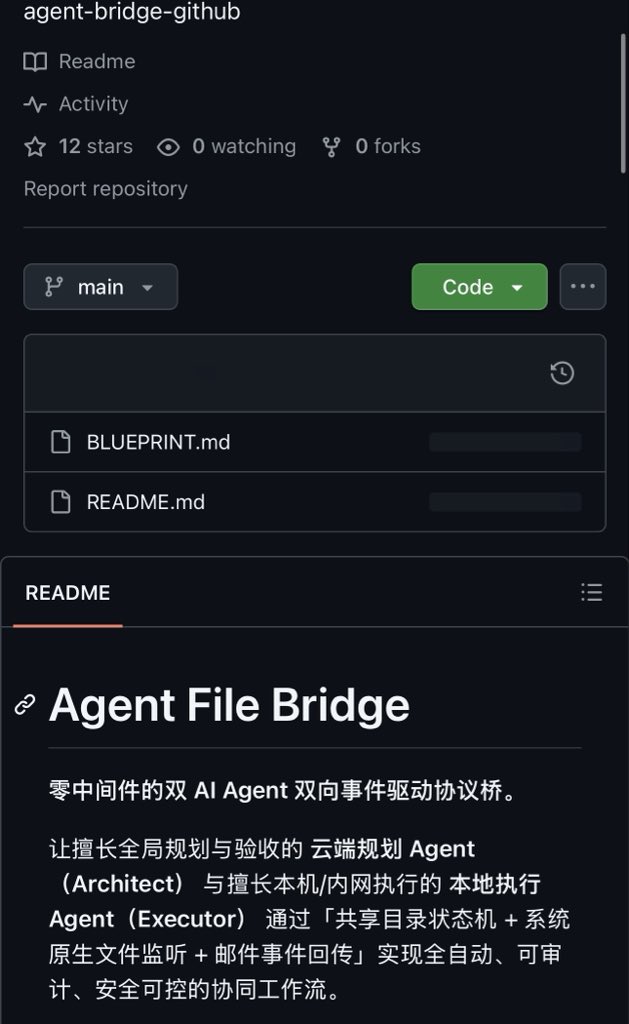 agent-bridge-github
Readme
Activity
12 stars 0 watching 0 forks
Report repository
main Code
BLUEPRINT.md
README.md
README
Agent File Bridge
零中间件的双 AI Agent 双向事件驱动协议桥。
让擅长全局规划与验收的 云端规划 Agent
（Architect） 与擅长本机/内网执行的 本地执行
Agent（Executor） 通过「共享目录状态机 + 系统
原生文件监听 + 邮件事件回传」实现全自动、可审
计、安全可控的协同工作流。